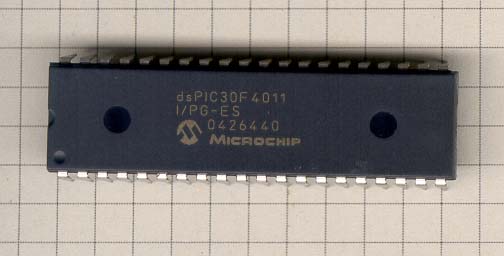 dsPIC30F4011
I/PG-ES
0426440
MICROCHIP